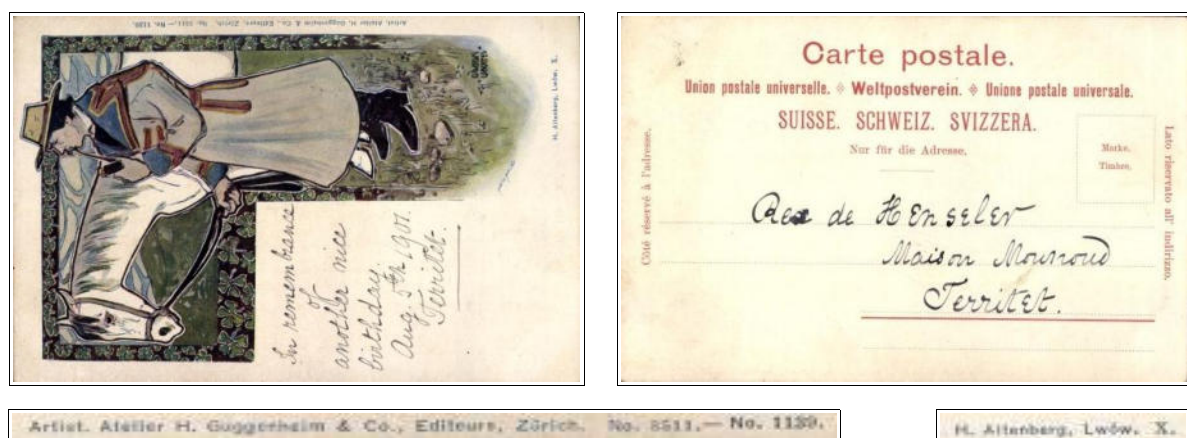 Artist. Atelier H. Guggenheim & Co., Editeurs, Zürich. No. 8511.— No. 1139.
H. Altenberg, Lwów. X.
In remembrance
of
another nice
birthday.
Aug. 5th 1901.
Territet.
Carte postale.
Union postale universelle. Weltpostverein. Unione postale universale.
SUISSE. SCHWEIZ. SVIZZERA.
Nur für die Adresse.
Marke.
Timbre.
Côté réservé à l'adresse.
Lato riservato all' indirizzo.
Rex de Henseler
Maison Mounoud
Territet.
Artist. Atelier H. Guggenheim & Co., Editeurs, Zürich. No. 8511.— No. 1139.
H. Altenberg, Lwów. X.